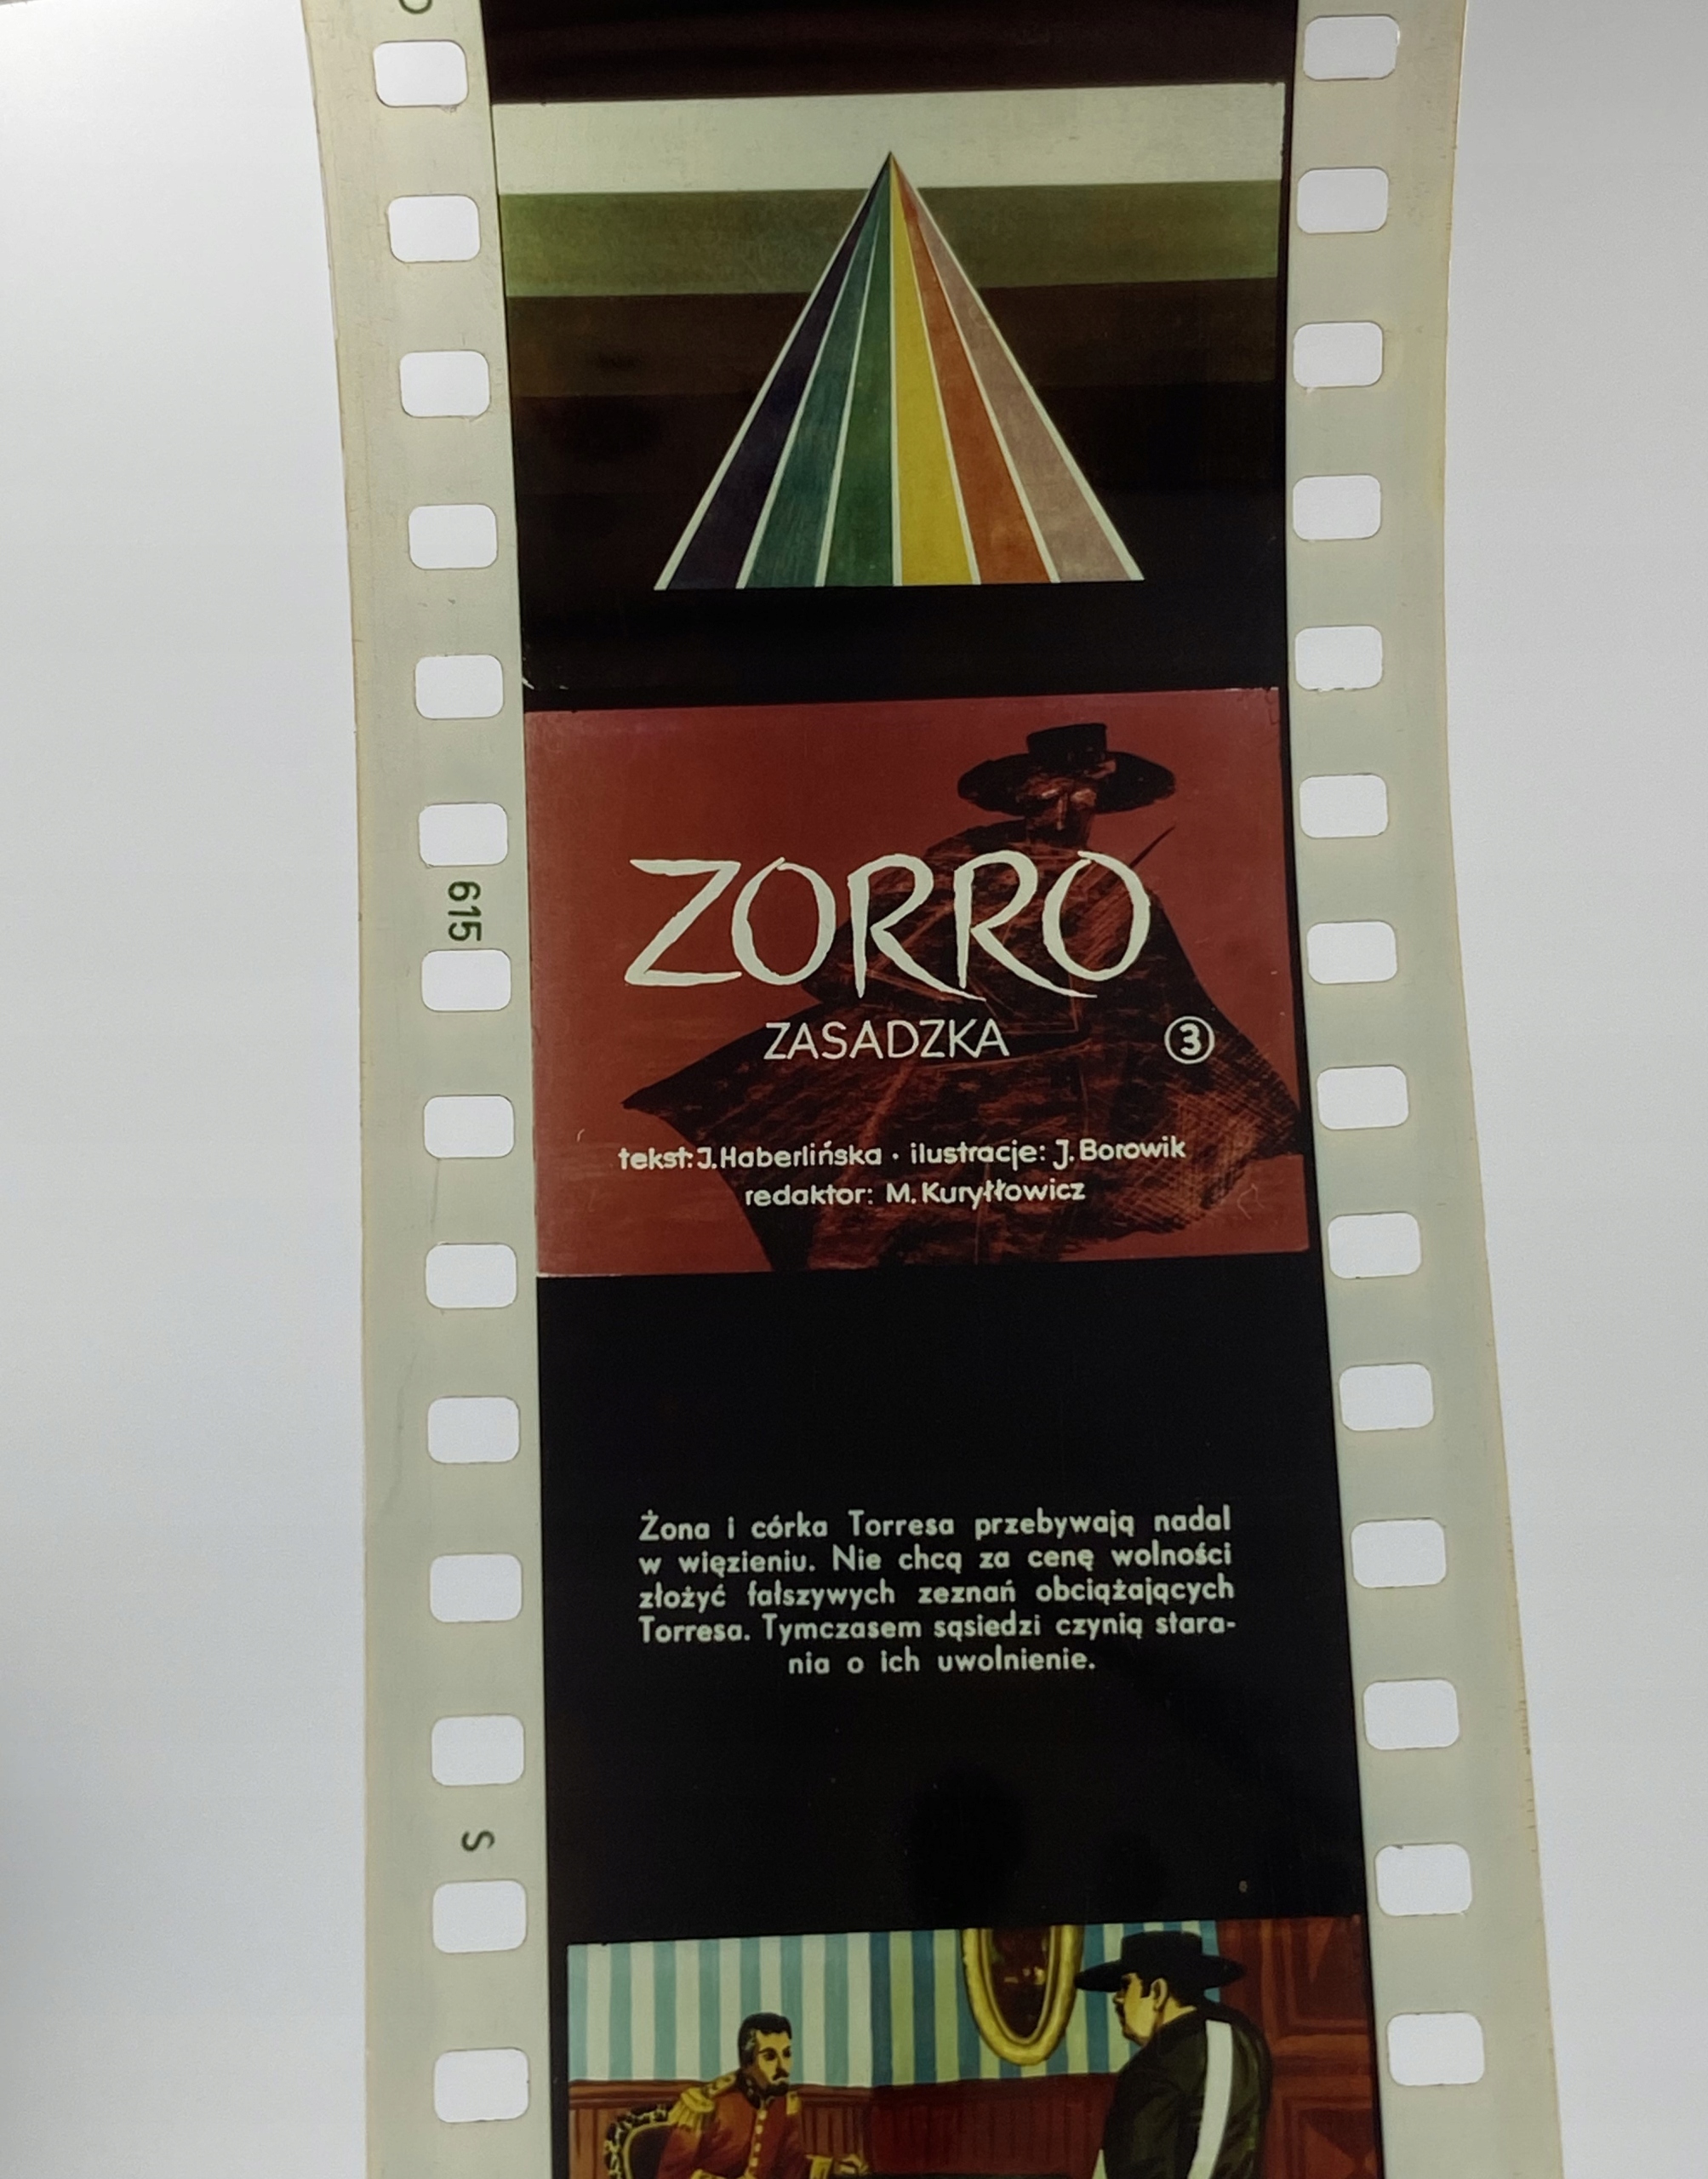 ZORRO
ZASADZKA ③
tekst: J. Haberlińska · ilustracje: J. Borowik
redaktor: M. Kuryłłowicz
615
Żona i córka Torresa przebywają nadal
w więzieniu. Nie chcą za cenę wolności
złożyć fałszywych zeznań obciążających
Torresa. Tymczasem sąsiedzi czynią stara-
nia o ich uwolnienie.
S